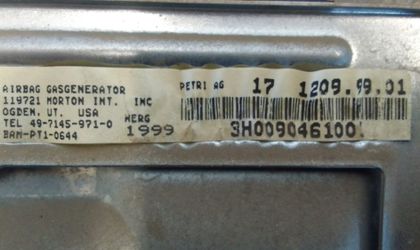 AIRBAG GASGENERATOR
119721 MORTON INT. INC
OGDEN, UT. USA
TEL 49-7145-971-0
BAM-PT1-0644
HERG
1999
PETRI AG 17 1209.99.01
3H009046100